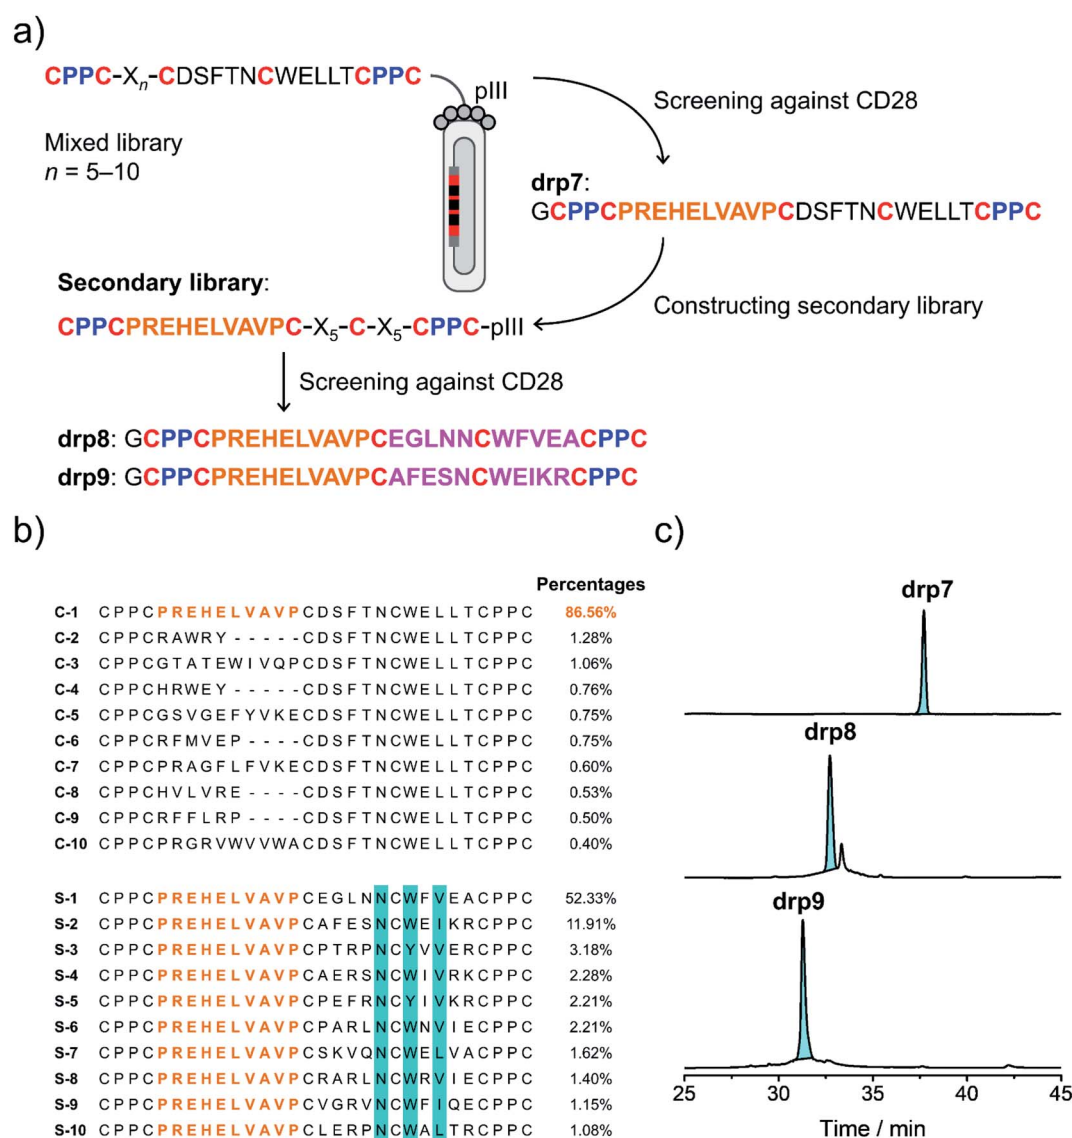 a)
CPPC-Xn-CDSFTNCWELLTCPPC
pIII
Mixed library
n = 5–10
Screening against CD28
drp7:
GCPPCPREHELVAVPCDSFTNCWELLTCPPC
Secondary library:
Constructing secondary library
CPPCPREHELVAVPC-X5-C-X5-CPPC-pIII
Screening against CD28
drp8: GCPPCPREHELVAVPCEGLNNCWFVEACPPC
drp9: GCPPCPREHELVAVPCAFESNCWEIKRCPPC
b)
Percentages
C-1 CPPCPREHELVAVPCDSFTNCWELLTCPPC 86.56%
C-2 CPPCRAWRY-----CDSFTNCWELLTCPPC 1.28%
C-3 CPPCGTATEWIVQPCDSFTNCWELLTCPPC 1.06%
C-4 CPPCHRWEY-----CDSFTNCWELLTCPPC 0.76%
C-5 CPPCGSVGEFYVKECDSFTNCWELLTCPPC 0.75%
C-6 CPPCRFMVEP----CDSFTNCWELLTCPPC 0.75%
C-7 CPPCPRAGFLFVKECDSFTNCWELLTCPPC 0.60%
C-8 CPPCHVLVRE----CDSFTNCWELLTCPPC 0.53%
C-9 CPPCRFFLRP----CDSFTNCWELLTCPPC 0.50%
C-10 CPPCPRGRVWVVWACDSFTNCWELLTCPPC 0.40%
S-1 CPPCPREHELVAVPCEGLNNCWFVEACPPC 52.33%
S-2 CPPCPREHELVAVPCAFESNCWEIKRCPPC 11.91%
S-3 CPPCPREHELVAVPCPTRPNCYVVERCPPC 3.18%
S-4 CPPCPREHELVAVPCAERSNCWIVRKCPPC 2.28%
S-5 CPPCPREHELVAVPCPEFRNCYIVKRCPPC 2.21%
S-6 CPPCPREHELVAVPCPARLNCWNVIECPPC 2.21%
S-7 CPPCPREHELVAVPCSKVQNCWELVACPPC 1.62%
S-8 CPPCPREHELVAVPCRARLNCWRVIECPPC 1.40%
S-9 CPPCPREHELVAVPCVGRVNCWFIQECPPC 1.15%
S-10 CPPCPREHELVAVPCLERPNCWALTRCPPC 1.08%
c)
drp7
drp8
drp9
25 30 35 40 45
Time / min